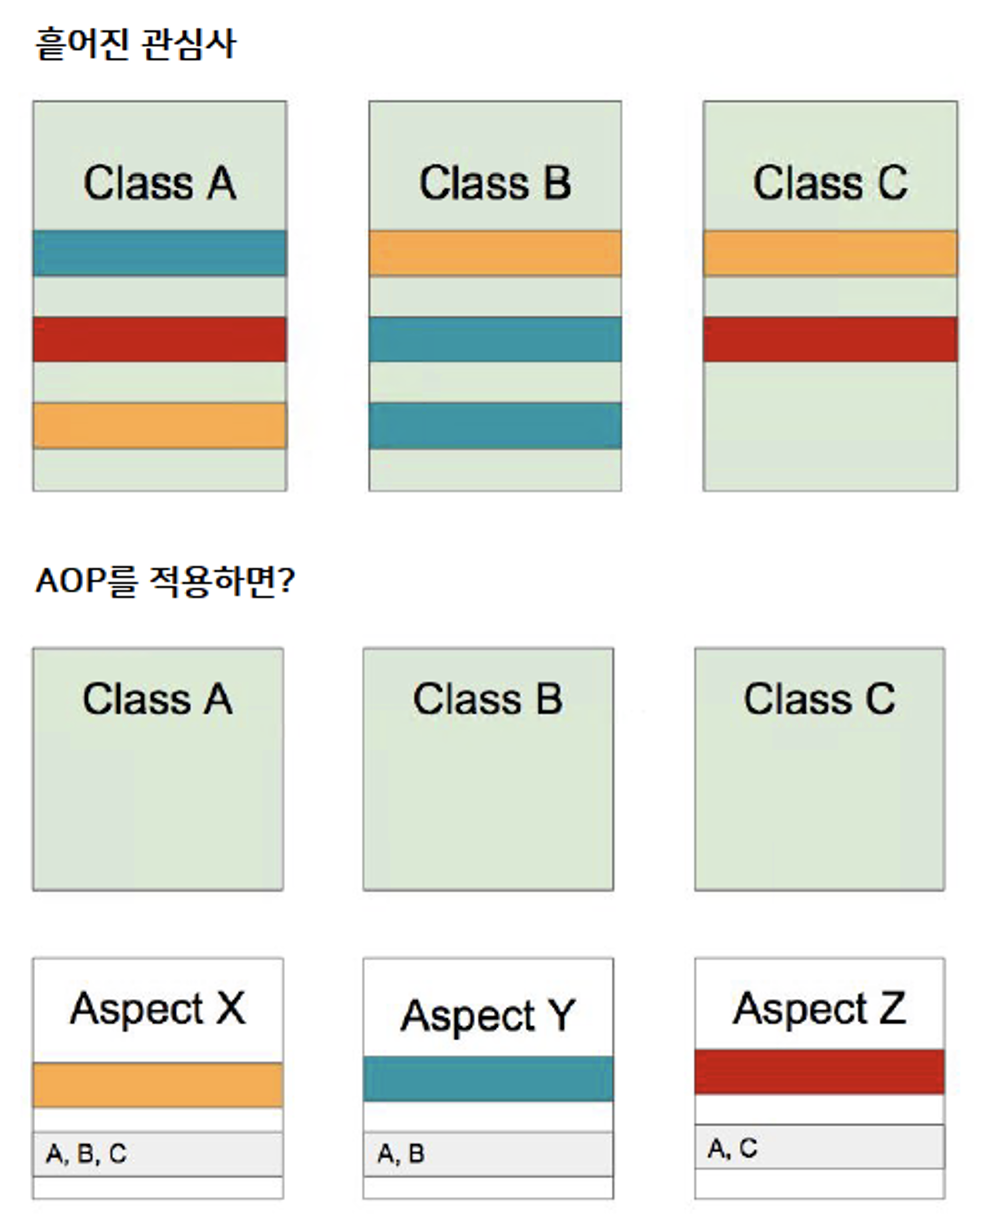 흩어진 관심사
Class A
Class B
Class C
AOP를 적용하면?
Class A
Class B
Class C
Aspect X
Aspect Y
Aspect Z
A, B, C
A, B
A, C